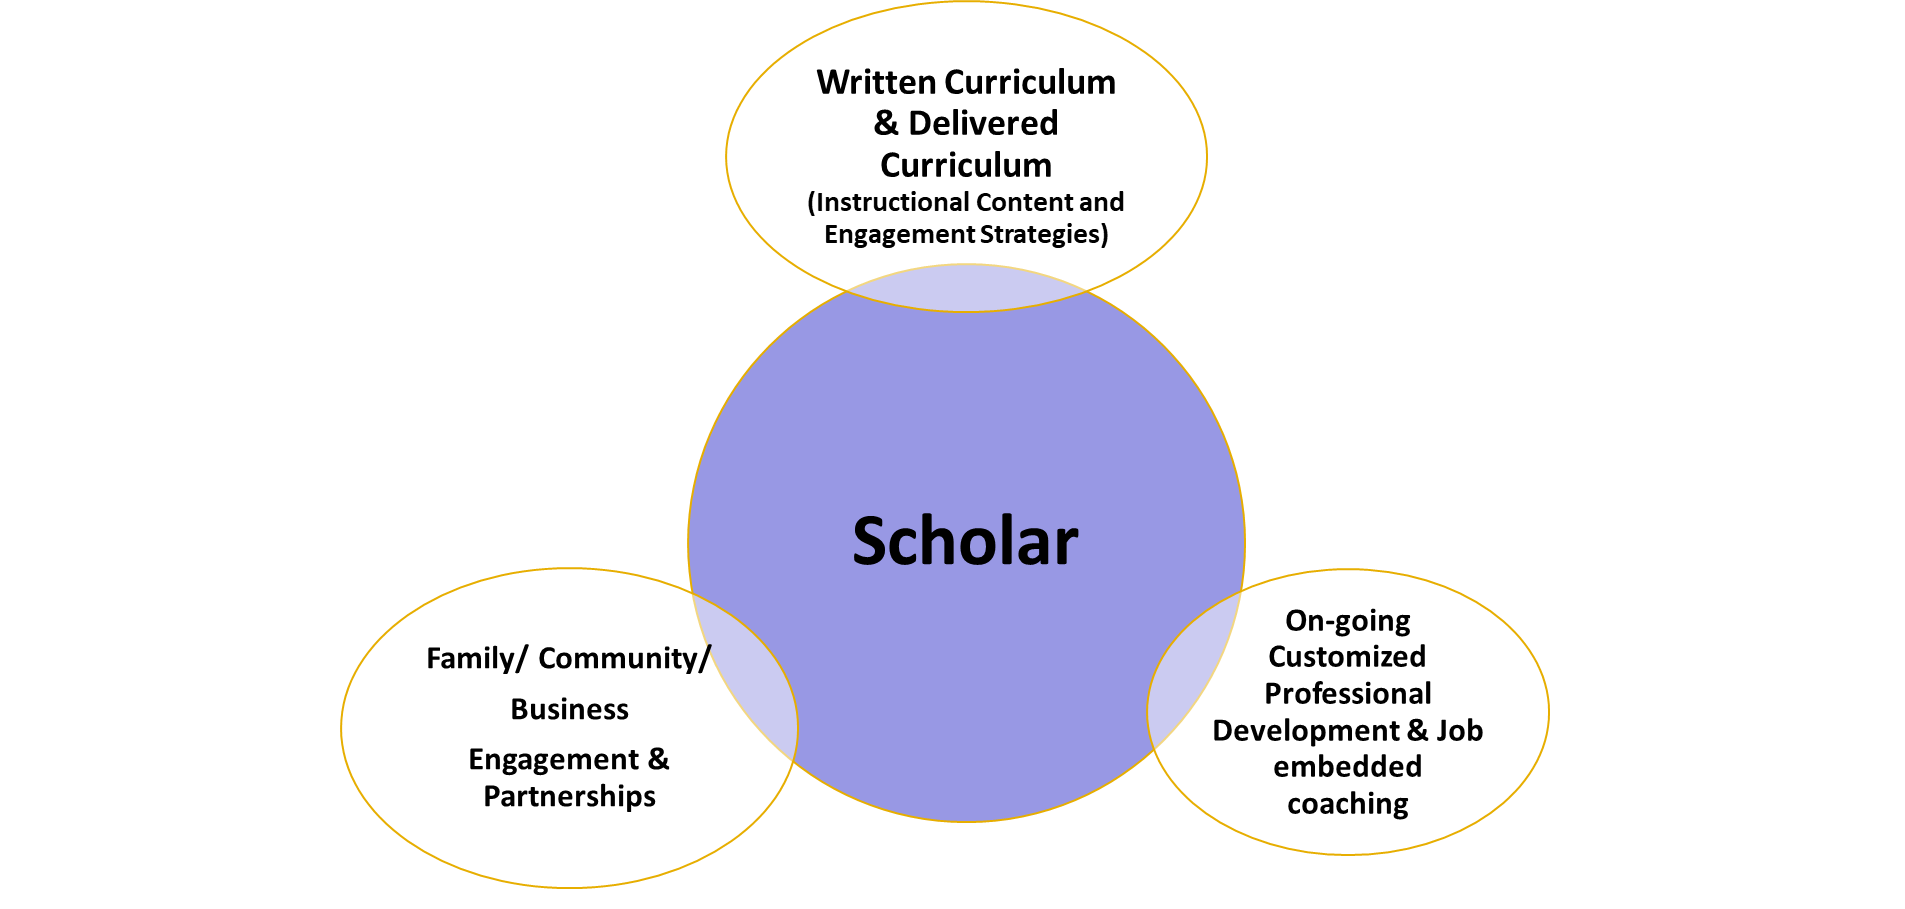 Written Curriculum
& Delivered
Curriculum
(Instructional Content and
Engagement Strategies)
Scholar
Family/ Community/
Business
Engagement &
Partnerships
On-going
Customized
Professional
Development & Job
embedded
coaching